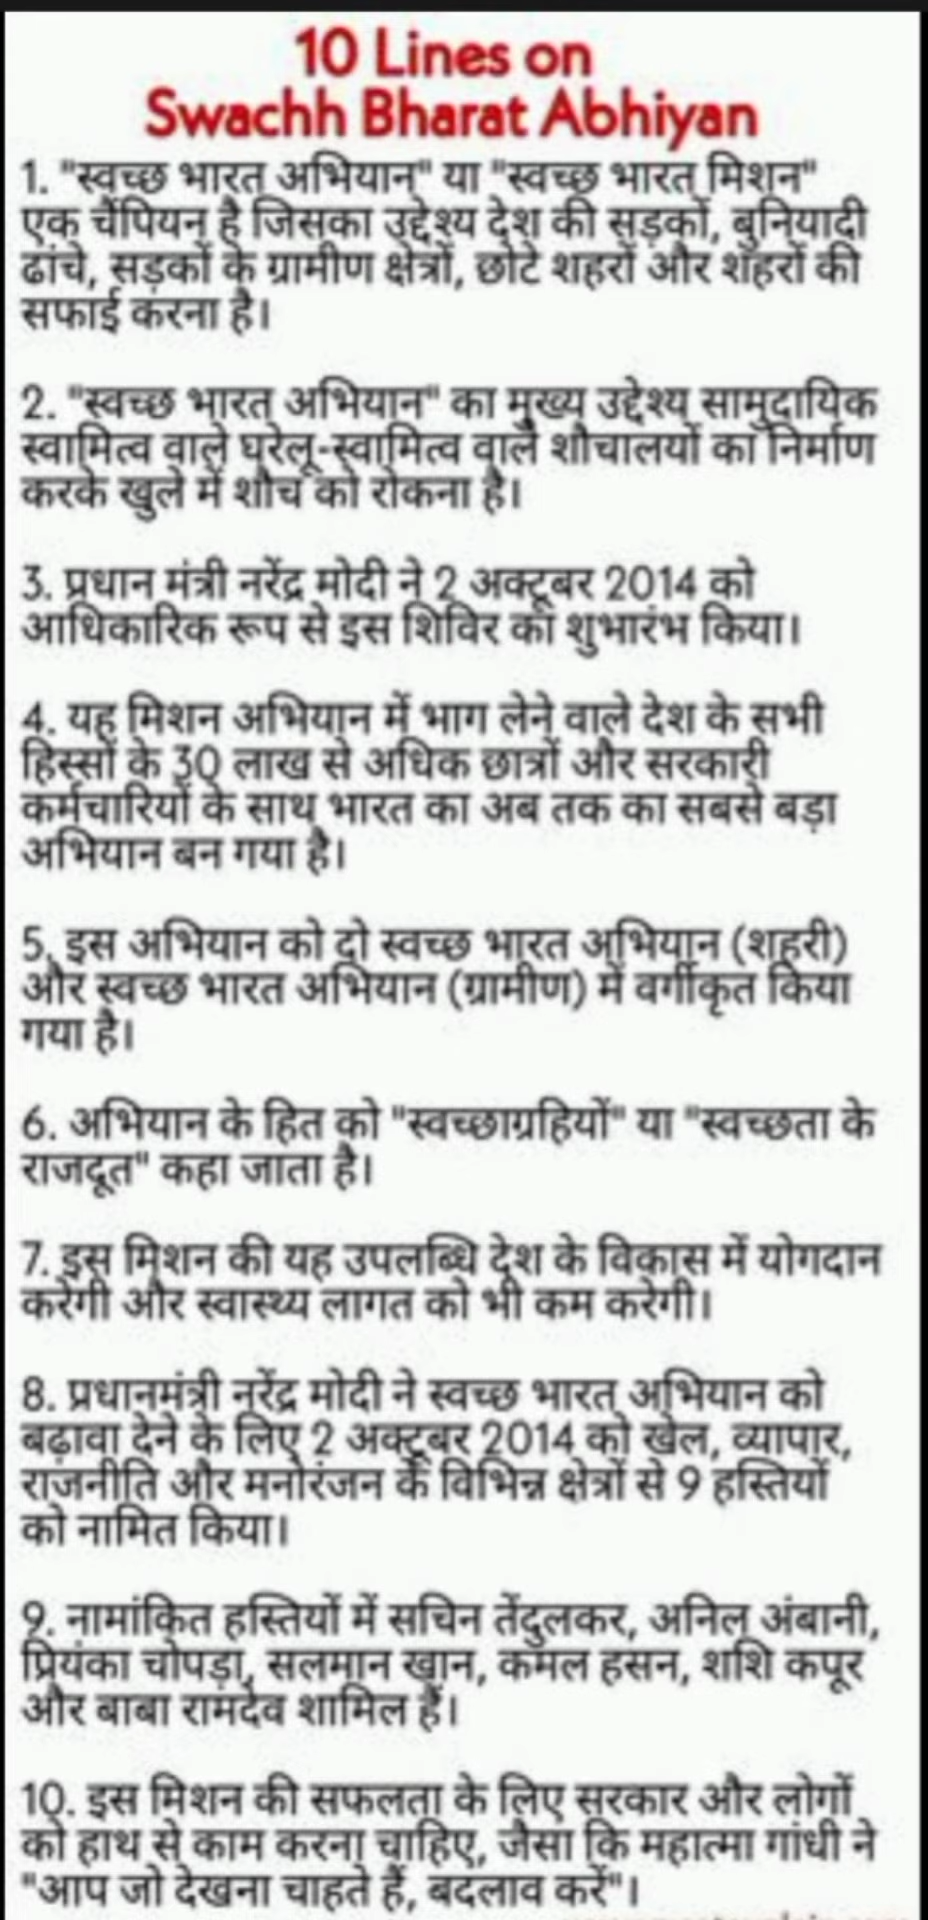 10 Lines on
Swachh Bharat Abhiyan
1. "स्वच्छ भारत अभियान" या "स्वच्छ भारत मिशन"
एक चैंपियन है जिसका उद्देश्य देश की सड़कों, बुनियादी
ढांचे, सड़कों के ग्रामीण क्षेत्रों, छोटे शहरों और शहरों की
सफाई करना है।
2. "स्वच्छ भारत अभियान" का मुख्य उद्देश्य सामुदायिक
स्वामित्व वाले घरेलू-स्वामित्व वाले शौचालयों का निर्माण
करके खुले में शौच को रोकना है।
3. प्रधान मंत्री नरेंद्र मोदी ने 2 अक्टूबर 2014 को
आधिकारिक रूप से इस शिविर का शुभारंभ किया।
4. यह मिशन अभियान में भाग लेने वाले देश के सभी
हिस्सों के 30 लाख से अधिक छात्रों और सरकारी
कर्मचारियों के साथ भारत का अब तक का सबसे बड़ा
अभियान बन गया है।
5. इस अभियान को दो स्वच्छ भारत अभियान (शहरी)
और स्वच्छ भारत अभियान (ग्रामीण) में वर्गीकृत किया
गया है।
6. अभियान के हित को "स्वच्छाग्रहियों" या "स्वच्छता के
राजदूत" कहा जाता है।
7. इस मिशन की यह उपलब्धि देश के विकास में योगदान
करेगी और स्वास्थ्य लागत को भी कम करेगी।
8. प्रधानमंत्री नरेंद्र मोदी ने स्वच्छ भारत अभियान को
बढ़ावा देने के लिए 2 अक्टूबर 2014 को खेल, व्यापार,
राजनीति और मनोरंजन के विभिन्न क्षेत्रों से 9 हस्तियों
को नामित किया।
9. नामांकित हस्तियों में सचिन तेंदुलकर, अनिल अंबानी,
प्रियंका चोपड़ा, सलमान खान, कमल हसन, शशि कपूर
और बाबा रामदेव शामिल हैं।
10. इस मिशन की सफलता के लिए सरकार और लोगों
को हाथ से काम करना चाहिए, जैसा कि महात्मा गांधी ने
"आप जो देखना चाहते हैं, बदलाव करें"।